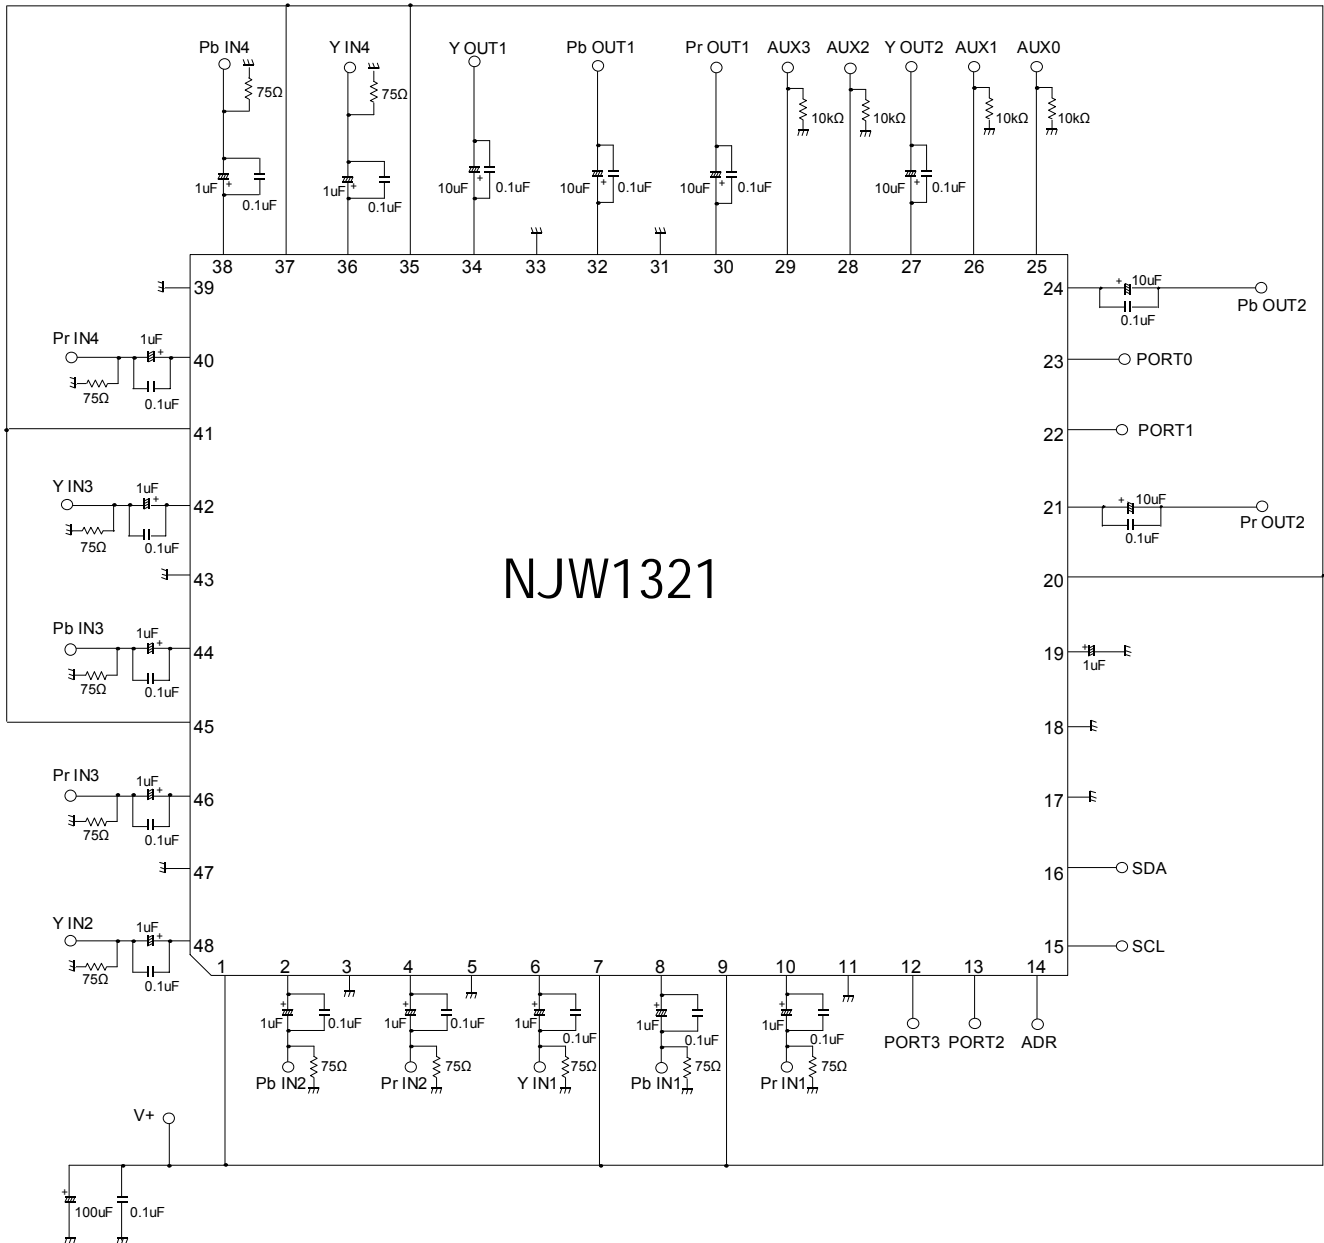 Pb IN4 Y IN4 Y OUT1 Pb OUT1 Pr OUT1 AUX3 AUX2 Y OUT2 AUX1 AUX0
75Ω 75Ω 10kΩ 10kΩ 10kΩ 10kΩ
1uF + 0.1uF 1uF + 0.1uF 10uF + 0.1uF 10uF + 0.1uF 10uF + 0.1uF 10uF + 0.1uF
38 37 36 35 34 33 32 31 30 29 28 27 26 25
39
Pr IN4 1uF + 40
75Ω 0.1uF
41
Y IN3 1uF + 42
75Ω 0.1uF
43
Pb IN3 1uF + 44
75Ω 0.1uF
45
Pr IN3 1uF + 46
75Ω 0.1uF
47
Y IN2 1uF + 48
75Ω 0.1uF
NJW1321
24 + 10uF
0.1uF Pb OUT2
23 PORT0
22 PORT1
21 + 10uF
0.1uF Pr OUT2
20
19 + 1uF
18
17
16 SDA
15 SCL
1 2 3 4 5 6 7 8 9 10 11 12 13 14
+ 1uF 0.1uF + 1uF 0.1uF + 1uF 0.1uF + 1uF 0.1uF + 1uF 0.1uF
75Ω 75Ω 75Ω 75Ω 75Ω
Pb IN2 Pr IN2 Y IN1 Pb IN1 Pr IN1 PORT3 PORT2 ADR
V+
+ 100uF 0.1uF